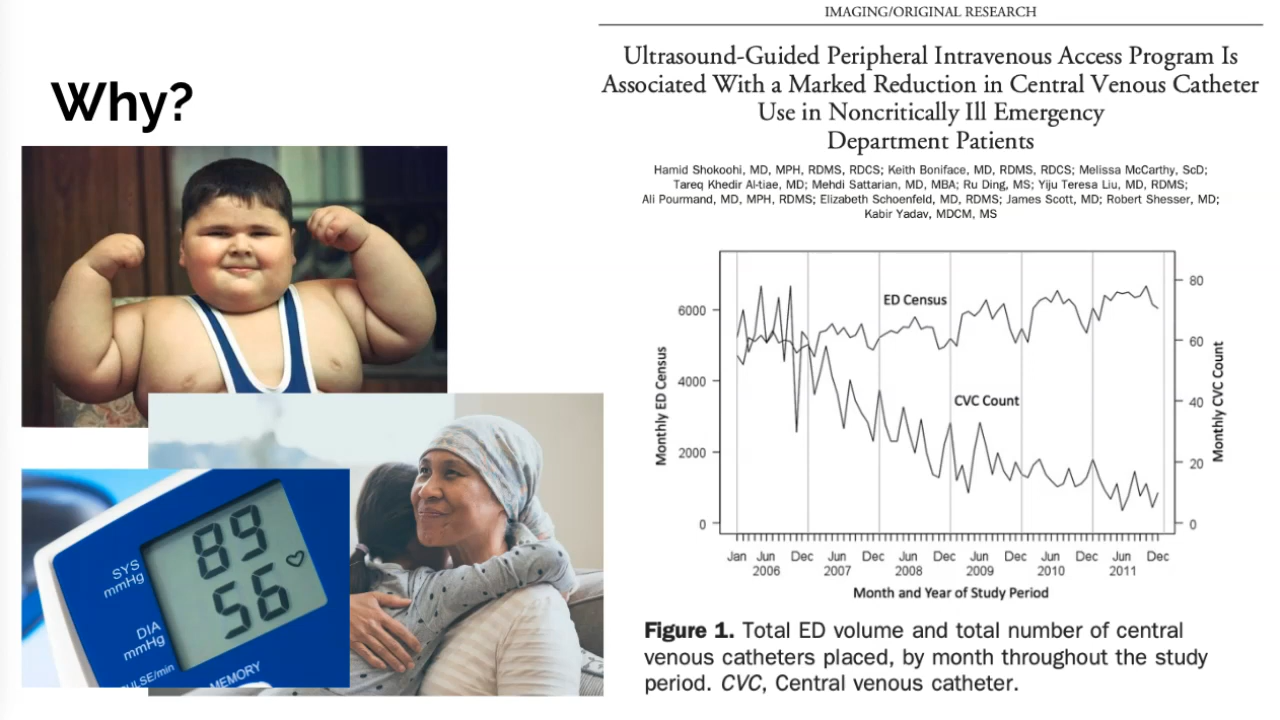 IMAGING/ORIGINAL RESEARCH
Ultrasound-Guided Peripheral Intravenous Access Program Is
Associated With a Marked Reduction in Central Venous Catheter
Use in Noncritically Ill Emergency
Department Patients
Hamid Shokoohi, MD, MPH, RDMS, RDCS; Keith Boniface, MD, RDMS, RDCS; Melissa McCarthy, ScD;
Tareq Khedir Al-tiae, MD; Mehdi Sattarian, MD, MBA; Ru Ding, MS; Yiju Teresa Liu, MD, RDMS;
Ali Pourmand, MD, MPH, RDMS; Elizabeth Schoenfeld, MD, RDMS; James Scott, MD; Robert Shesser, MD;
Kabir Yadav, MDCM, MS
Why?
SYS
mmHg
89
DIA
mmHg
56
PULSE/min
MEMORY
ED Census
CVC Count
Monthly ED Census
6000
4000
2000
0
Monthly CVC Count
80
60
40
20
0
Jan Jun Dec Jun Dec Jun Dec Jun Dec Jun Dec Jun Dec
2006 2007 2008 2009 2010 2011
Month and Year of Study Period
Figure 1. Total ED volume and total number of central
venous catheters placed, by month throughout the study
period. CVC, Central venous catheter.